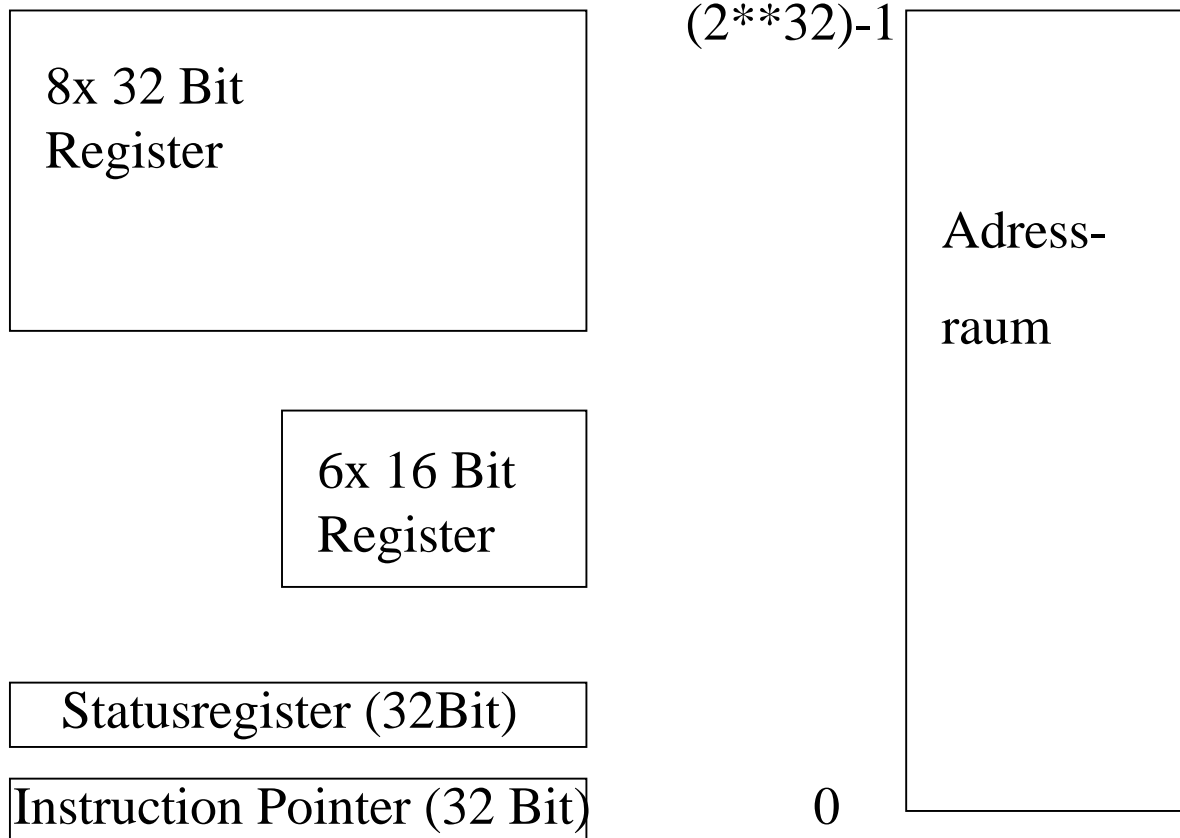 8x 32 Bit
Register
6x 16 Bit
Register
Statusregister (32Bit)
Instruction Pointer (32 Bit)
(2**32)-1
Adress-
raum
0